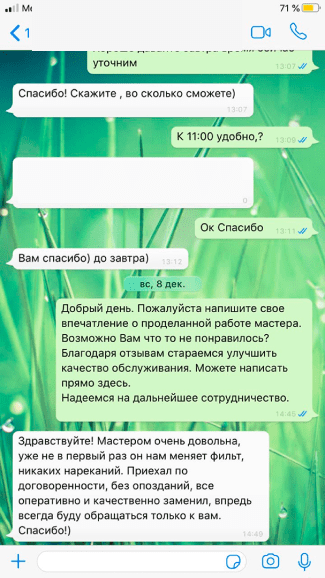 Ме
71 %
1
уточним
13:07
Спасибо! Скажите , во сколько сможете)
13:07
К 11:00 удобно,?
13:09
0
Ок Спасибо
13:11
Вам спасибо) до завтра)
13:12
вс, 8 дек.
Добрый день. Пожалуйста напишите свое
впечатление о проделанной работе мастера.
Возможно Вам что то не понравилось?
Благодаря отзывам стараемся улучшить
качество обслуживания. Можете написать
прямо здесь.
Надеемся на дальнейшее сотрудничество.
14:45
Здравствуйте! Мастером очень довольна,
уже не в первый раз он нам меняет фильт,
никаких нареканий. Приехал по
договоренности, без опозданий, все
оперативно и качественно заменил, впредь
всегда буду обращаться только к вам.
Спасибо!)
14:48